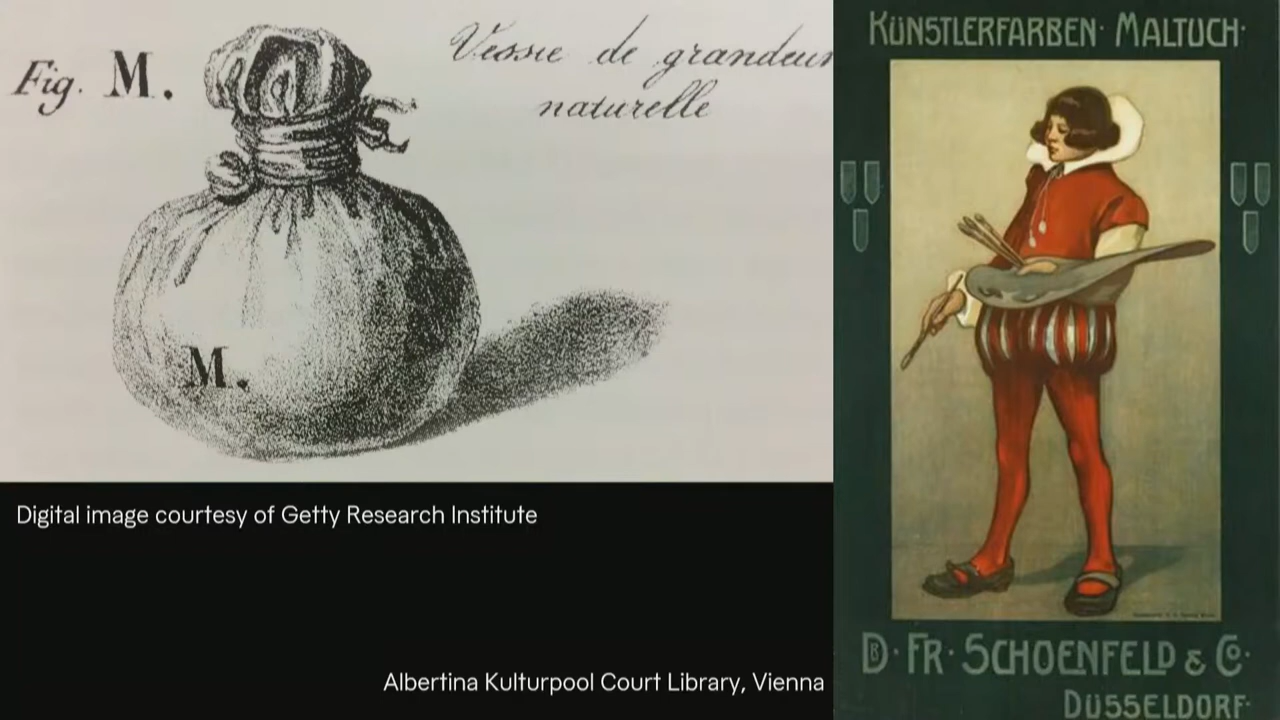 Fig. M.
Vessie de grandeur
naturelle
M.
Digital image courtesy of Getty Research Institute
Albertina Kulturpool Court Library, Vienna
KÜNSTLERFARBEN· MALTUCH·
DR· FR· SCHOENFELD & Co·
DÜSSELDORF·